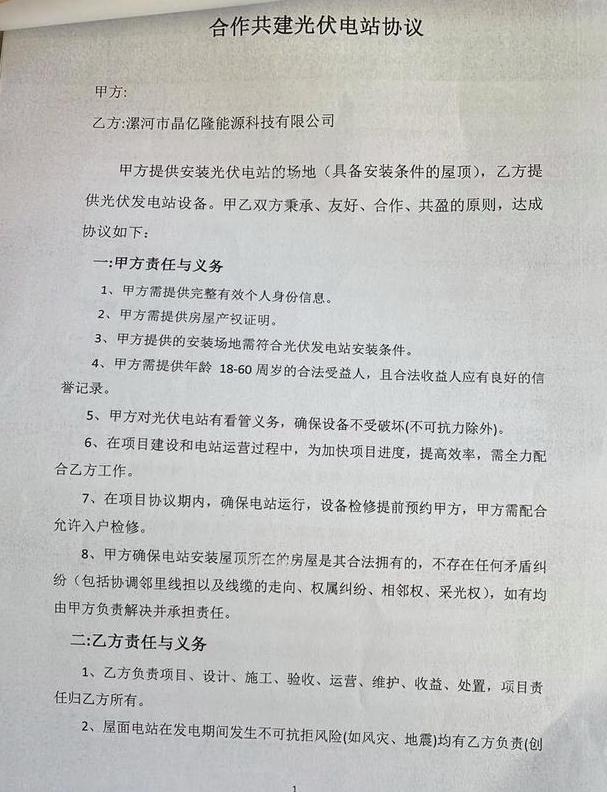 合作共建光伏电站协议
甲方:
乙方:漯河市晶亿隆能源科技有限公司
甲方提供安装光伏电站的场地（具备安装条件的屋顶），乙方提
供光伏发电站设备。甲乙双方秉承、友好、合作、共盈的原则，达成
协议如下：
一:甲方责任与义务
1、甲方需提供完整有效个人身份信息。
2、甲方需提供房屋产权证明。
3、甲方提供的安装场地需符合光伏发电站安装条件。
4、甲方需提供年龄 18-60 周岁的合法受益人，且合法收益人应有良好的信
誉记录。
5、甲方对光伏电站有看管义务，确保设备不受破坏(不可抗力除外)。
6、在项目建设和电站运营过程中，为加快项目进度，提高效率，需全力配
合乙方工作。
7、在项目协议期内，确保电站运行，设备检修提前预约甲方，甲方需配合
允许入户检修。
8、甲方确保电站安装屋顶所在的房屋是其合法拥有的，不存在任何矛盾纠
纷（包括协调邻里线担以及线缆的走向、权属纠纷、相邻权、采光权），如有均
由甲方负责解决并承担责任。
二:乙方责任与义务
1、乙方负责项目、设计、施工、验收、运营、维护、收益、处置，项目责
任归乙方所有。
2、屋面电站在发电期间发生不可抗拒风险(如风灾、地震)均有乙方负责(创
1